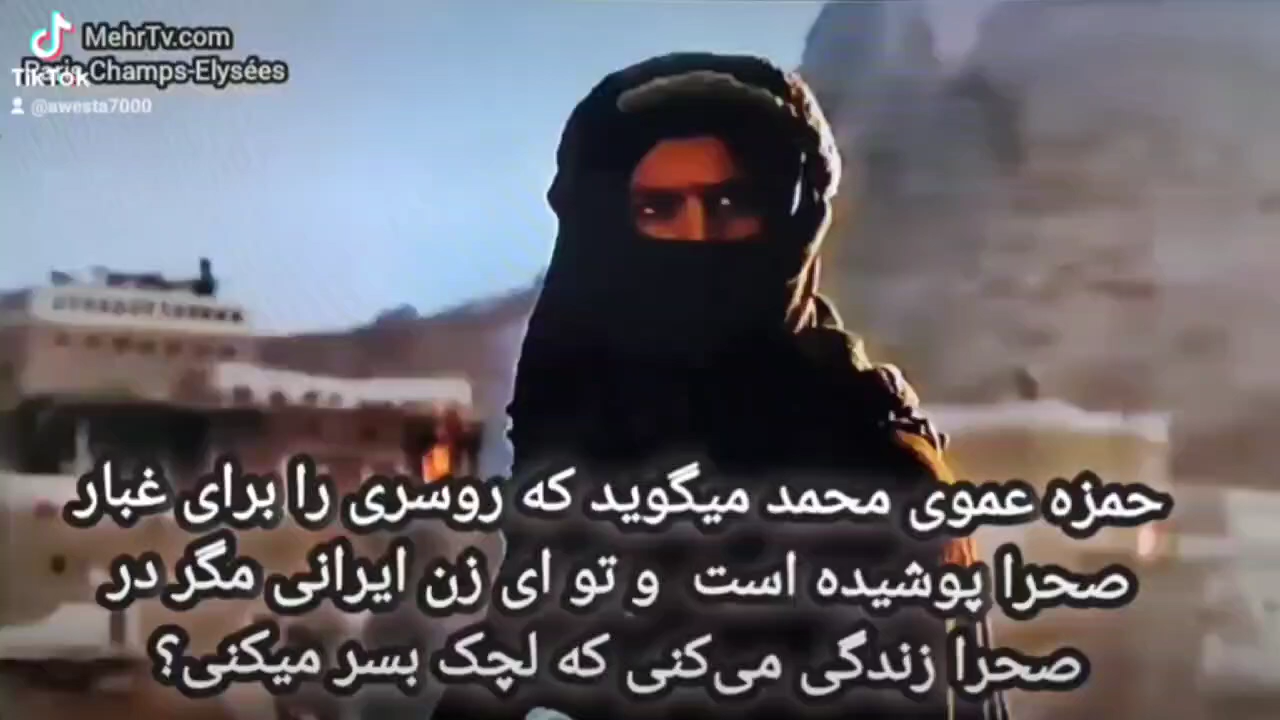 TikTok
@awesta7000
MehrTv.com
Paris Champs-Elysées
حمزه عموی محمد میگوید که روسری را برای غبار
صحرا پوشیده است و تو ای زن ایرانی مگر در
صحرا زندگی می‌کنی که لچک بسر میکنی؟